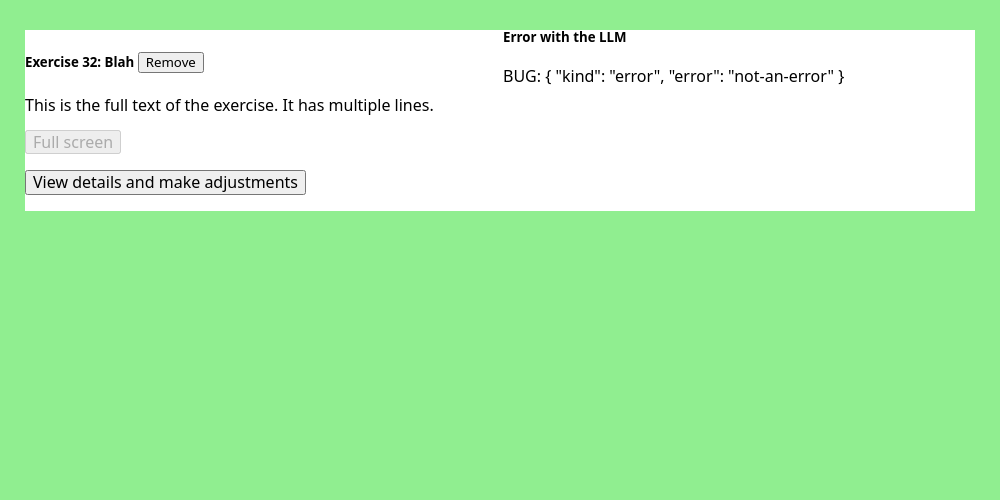 Exercise 32: Blah Remove
This is the full text of the exercise. It has multiple lines.
Full screen
View details and make adjustments
Error with the LLM
BUG: { "kind": "error", "error": "not-an-error" }